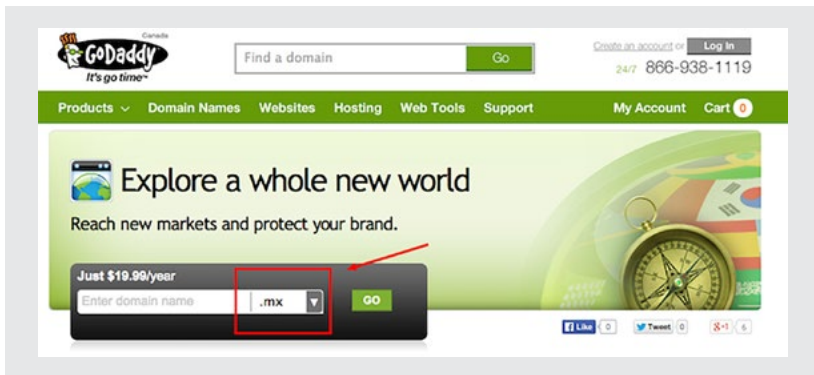 Canada
GoDaddy
It's go time℠
Find a domain
Go
Create an account or Log In
24/7 866-938-1119
Products Domain Names Websites Hosting Web Tools Support My Account Cart 0
Explore a whole new world
Reach new markets and protect your brand.
Just $19.99/year
Enter domain name .mx GO
Like 0 Tweet 0 g+1 6